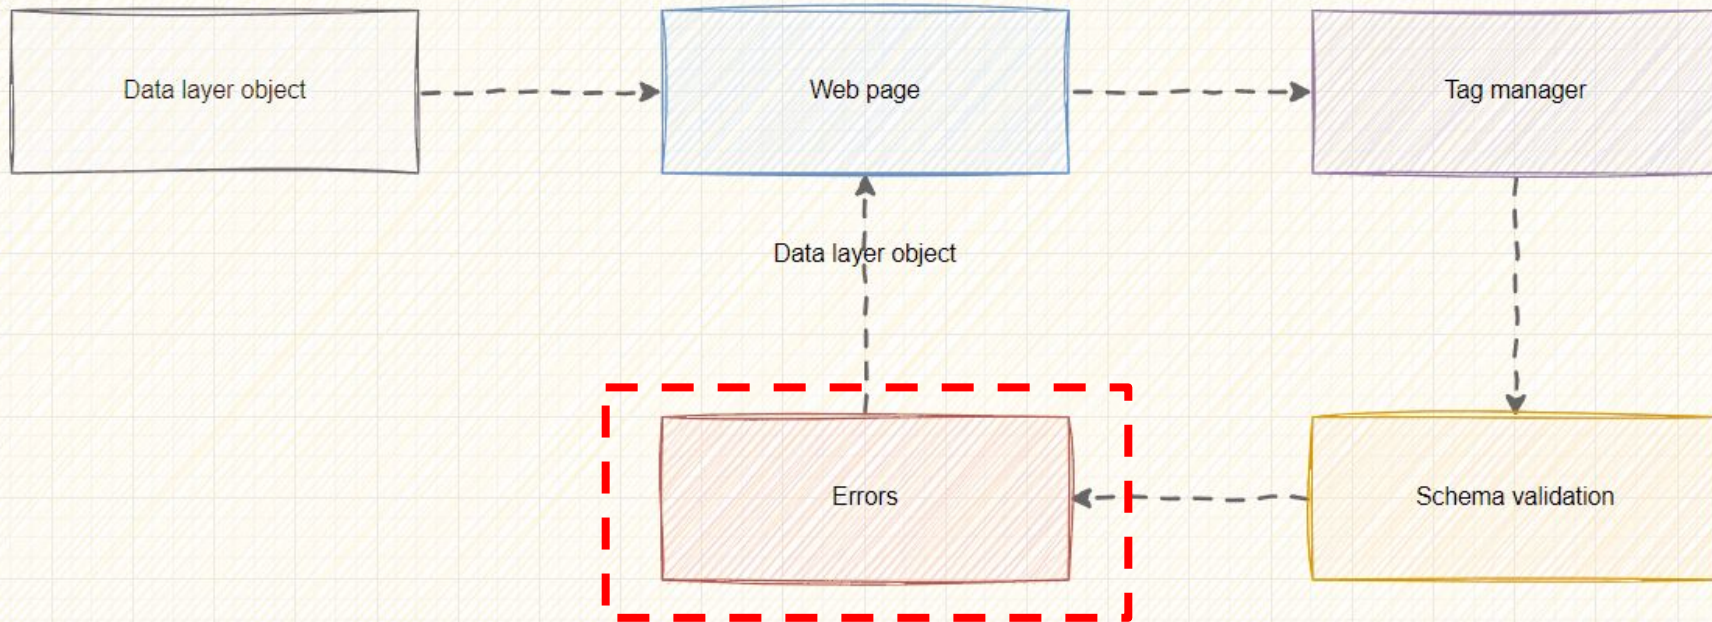 Data layer object
Web page
Tag manager
Data layer object
Errors
Schema validation